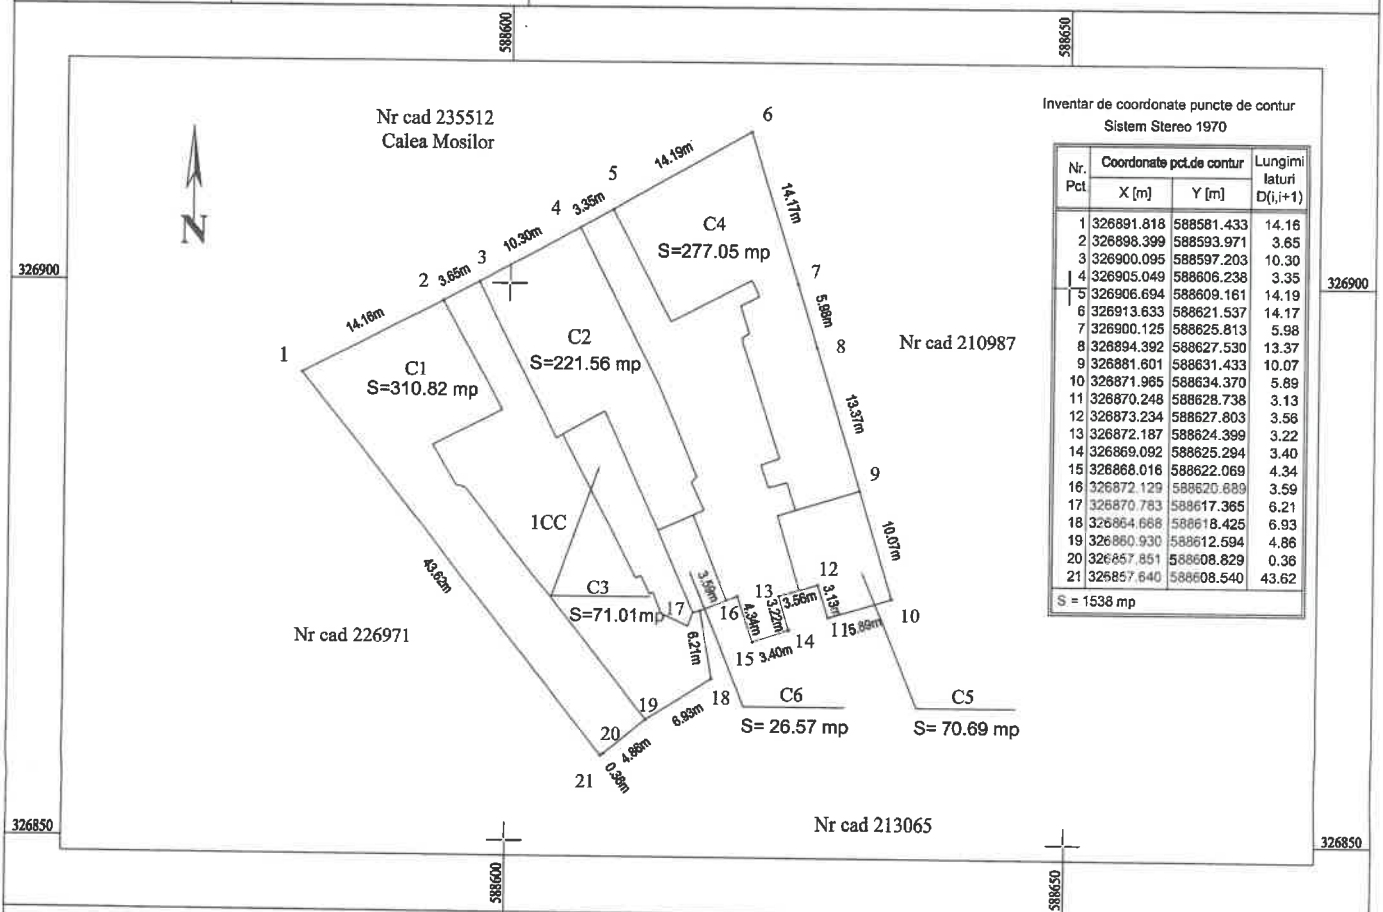 588600
588650
Nr cad 235512
Calea Mosilor
N
Inventar de coordonate puncte de contur
Sistem Stereo 1970
Nr. Pct
Coordonate pct.de contur
Lungimi laturi D(i,i+1)
X [m] Y [m]
1 326891.818 588581.433 14.16
2 326898.399 588593.971 3.65
3 326900.095 588597.203 10.30
4 326905.049 588606.238 3.35
5 326906.694 588609.161 14.19
6 326913.633 588621.537 14.17
7 326900.125 588625.813 5.98
8 326894.392 588627.530 13.37
9 326881.601 588631.433 10.07
10 326871.965 588634.370 5.89
11 326870.248 588628.738 3.13
12 326873.234 588627.803 3.56
13 326872.187 588624.399 3.22
14 326869.092 588625.294 3.40
15 326868.016 588622.069 4.34
16 326872.129 588620.689 3.59
17 326870.783 588617.365 6.21
18 326864.668 588618.425 6.93
19 326860.930 588612.594 4.86
20 326857.851 588608.829 0.36
21 326857.640 588608.540 43.62
S = 1538 mp
6
14.19m
5
3.35m
4
10.30m
3
3.65m
2
14.16m
1
14.17m
7
5.98m
8
13.37m
9
10.07m
326900
326900
C4
S=277.05 mp
C2
S=221.56 mp
C1
S=310.82 mp
Nr cad 210987
1CC
43.62m
C3
S=71.01mp
3.59m
12
13
3.56m
3.13m
17
16
4.34m
3.22m
10
11
5.89m
14
6.21m
15
3.40m
Nr cad 226971
18
19
6.93m
C6
S= 26.57 mp
C5
S= 70.69 mp
20
4.86m
21
0.36m
Nr cad 213065
326850
326850
588600
588650